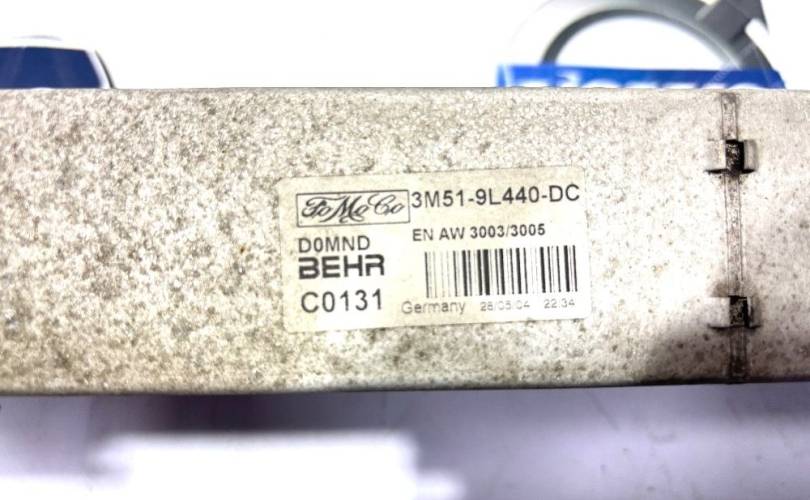 FoMoCo 3M51-9L440-DC
D0MND EN AW 3003/3005
BEHR
C0131 Germany 28/05/04 22:34